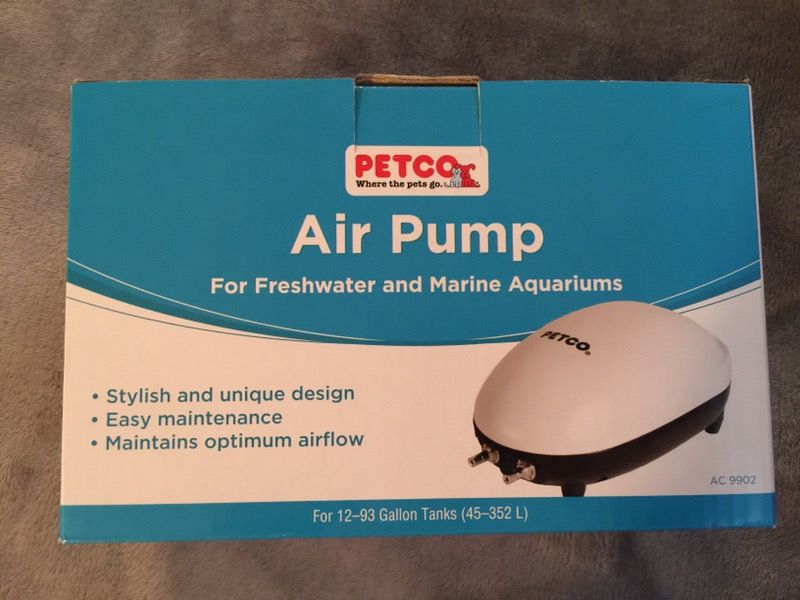 PETCO
Where the pets go.
Air Pump
For Freshwater and Marine Aquariums
PETCO®
• Stylish and unique design
• Easy maintenance
• Maintains optimum airflow
AC 9902
For 12–93 Gallon Tanks (45–352 L)